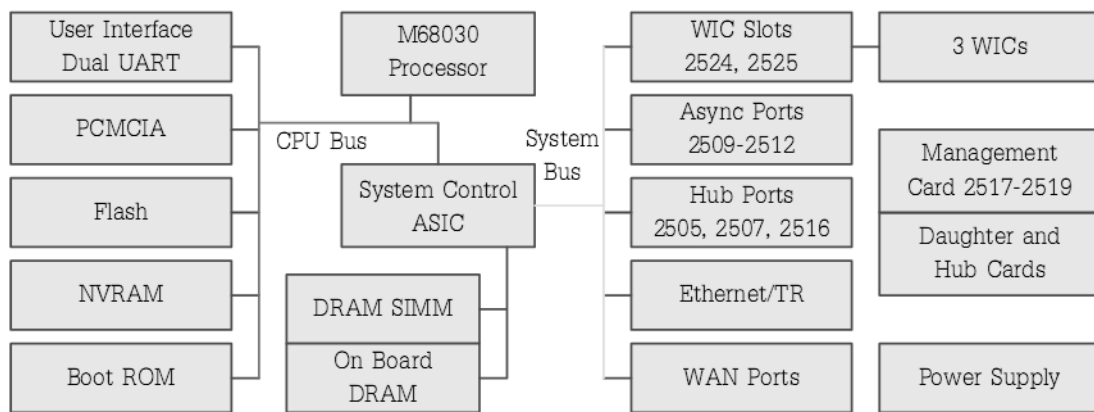 User Interface
Dual UART
PCMCIA
Flash
NVRAM
Boot ROM
M68030
Processor
CPU Bus
System Control
ASIC
DRAM SIMM
On Board
DRAM
System
Bus
WIC Slots
2524, 2525
Async Ports
2509-2512
Hub Ports
2505, 2507, 2516
Ethernet/TR
WAN Ports
3 WICs
Management
Card 2517-2519
Daughter and
Hub Cards
Power Supply